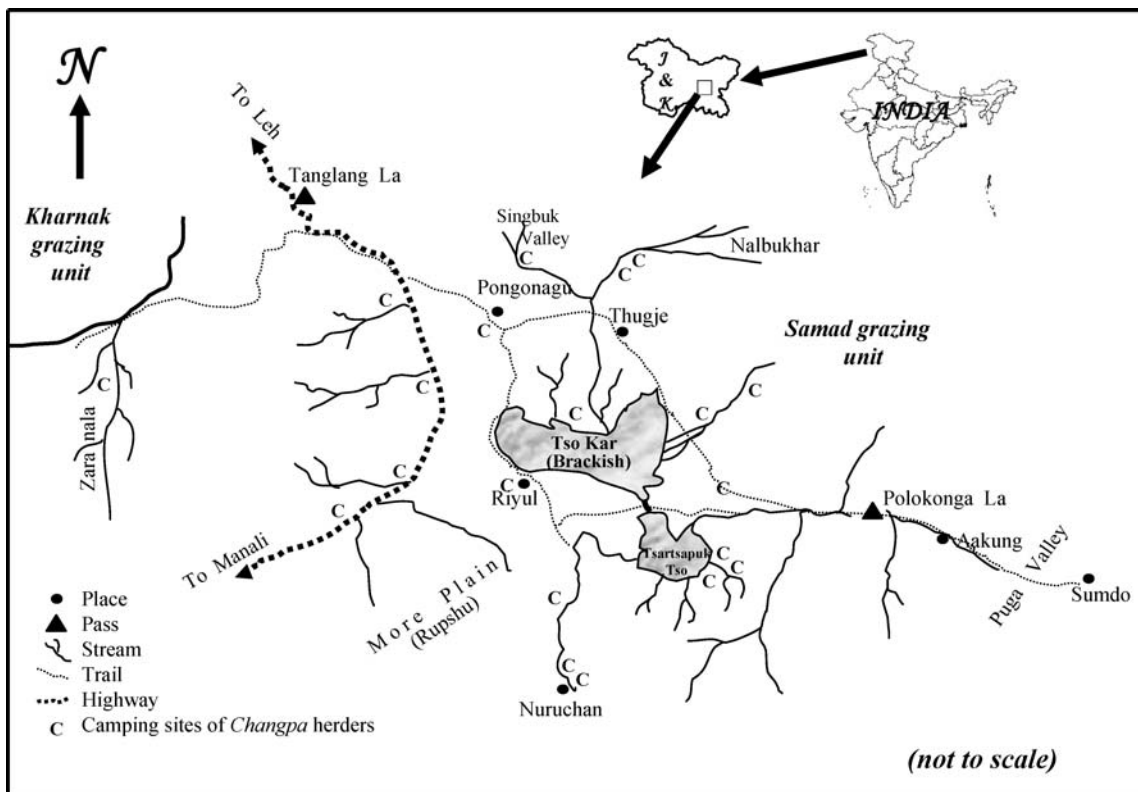 N
J
&
K
INDIA
To Leh
Tanglang La
Kharnak
grazing
unit
Singbuk
Valley
C
C
C
Nalbukhar
Pongonagu
C
C
Thugje
Samad grazing
unit
C
C
C
C
C
Zara nala
Tso Kar
(Brackish)
C
C
Riyul
C
C
Polokonga La
To Manali
Tsartsapuk
Tso
C
C
C
Aakung
Puga Valley
Sumdo
More Plain
(Rupshu)
C
C
C
Nuruchan
Place
Pass
Stream
Trail
Highway
C Camping sites of Changpa herders
(not to scale)